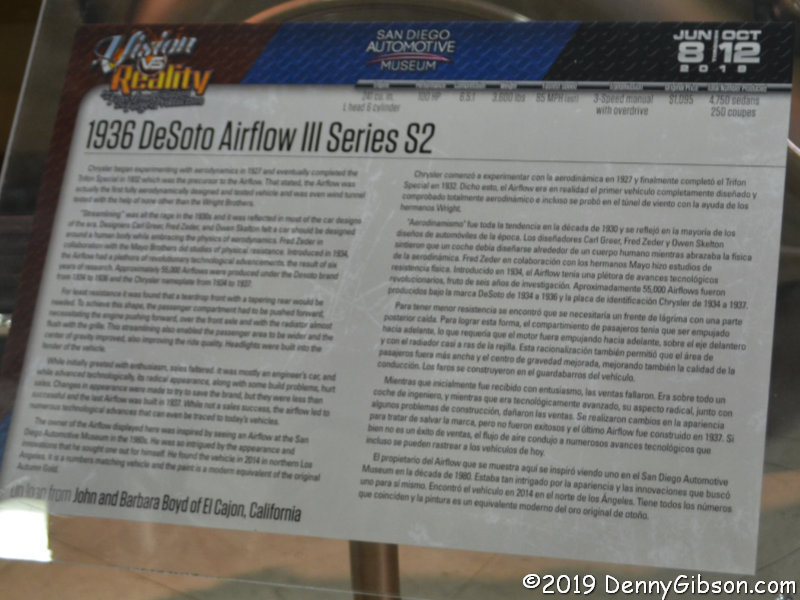 Vision
vs
Reality
SAN DIEGO
AUTOMOTIVE
MUSEUM
JUN OCT
8 12
2019
Engine Horsepower Compression Weight Fastest Speed Transmission Original Price Total Number Produced
241 cu. in. 100 HP 6.5:1 3,600 lbs 85 MPH (est) 3-Speed manual $1,095 4,750 sedans
L head 6 cylinder with overdrive 250 coupes
1936 DeSoto Airflow III Series S2
Chrysler began experimenting with aerodynamics in 1927 and eventually completed the
Trifon Special in 1932 which was the precursor to the Airflow. That stated, the Airflow was
actually the first fully aerodynamically designed and tested vehicle and was even wind tunnel
tested with the help of none other than the Wright Brothers.
"Streamlining" was all the rage in the 1930s and it was reflected in most of the car designs
of the era. Designers Carl Greer, Fred Zeder, and Owen Skelton felt a car should be designed
around a human body while embracing the physics of aerodynamics. Fred Zeder in
collaboration with the Mayo Brothers did studies of physical resistance. Introduced in 1934,
the Airflow had a plethora of revolutionary technological advancements, the result of six
years of research. Approximately 55,000 Airflows were produced under the Desoto brand
from 1934 to 1936 and the Chrysler nameplate from 1934 to 1937.
For least resistance it was found that a teardrop front with a tapering rear would be
needed. To achieve this shape, the passenger compartment had to be pushed forward,
necessitating the engine pushing forward, over the front axle and with the radiator almost
flush with the grille. This streamlining also enabled the passenger area to be wider and the
center of gravity improved, also improving the ride quality. Headlights were built into the
fender of the vehicle.
While initially greeted with enthusiasm, sales faltered. It was mostly an engineer's car, and
while advanced technologically, its radical appearance, along with some build problems, hurt
sales. Changes in appearance were made to try to save the brand, but they were less than
successful and the last Airflow was built in 1937. While not a sales success, the airflow led to
numerous technological advances that can even be traced to today's vehicles.
The owner of the Airflow displayed here was inspired by seeing an Airflow at the San
Diego Automotive Museum in the 1980s. He was so intrigued by the appearance and
innovations that he sought one out for himself. He found the vehicle in 2014 in northern Los
Angeles. It is a numbers matching vehicle and the paint is a modern equivalent of the original
Autumn Gold.
on loan from John and Barbara Boyd of El Cajon, California
Chrysler comenzó a experimentar con la aerodinámica en 1927 y finalmente completó el Trifon
Special en 1932. Dicho esto, el Airflow era en realidad el primer vehículo completamente diseñado y
comprobado totalmente aerodinámico e incluso se probó en el túnel de viento con la ayuda de los
hermanos Wright.
"Aerodinamismo" fue toda la tendencia en la década de 1930 y se reflejó en la mayoría de los
diseños de automóviles de la época. Los diseñadores Carl Greer, Fred Zeder y Owen Skelton
sintieron que un coche debía diseñarse alrededor de un cuerpo humano mientras abrazaba la física
de la aerodinámica. Fred Zeder en colaboración con los hermanos Mayo hizo estudios de
resistencia física. Introducido en 1934, el Airflow tenía una plétora de avances tecnológicos
revolucionarios, fruto de seis años de investigación. Aproximadamente 55,000 Airflows fueron
producidos bajo la marca DeSoto de 1934 a 1936 y la placa de identificación Chrysler de 1934 a 1937.
Para tener menor resistencia se encontró que se necesitaría un frente de lágrima con una parte
posterior caída. Para lograr esta forma, el compartimiento de pasajeros tenía que ser empujado
hacia adelante, lo que requería que el motor fuera empujando hacia adelante, sobre el eje delantero
y con el radiador casi a ras de la rejilla. Esta racionalización también permitió que el área de
pasajeros fuera más ancha y el centro de gravedad mejorada, mejorando también la calidad de la
conducción. Los faros se construyeron en el guardabarros del vehículo.
Mientras que inicialmente fue recibido con entusiasmo, las ventas fallaron. Era sobre todo un
coche de ingeniero, y mientras que era tecnológicamente avanzado, su aspecto radical, junto con
algunos problemas de construcción, dañaron las ventas. Se realizaron cambios en la apariencia
para tratar de salvar la marca, pero no fueron exitosos y el último Airflow fue construido en 1937. Si
bien no es un éxito de ventas, el flujo de aire condujo a numerosos avances tecnológicos que
incluso se pueden rastrear a los vehículos de hoy.
El propietario del Airflow que se muestra aquí se inspiró viendo uno en el San Diego Automotive
Museum en la década de 1980. Estaba tan intrigado por la apariencia y las innovaciones que buscó
uno para sí mismo. Encontró el vehículo en 2014 en el norte de los Ángeles. Tiene todos los números
que coinciden y la pintura es un equivalente moderno del oro original de otoño.
©2019 DennyGibson.com